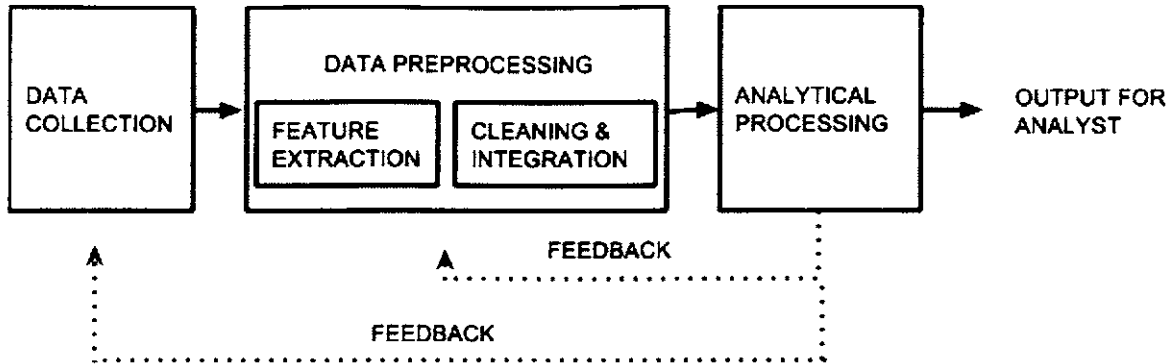 DATA PREPROCESSING
DATA
COLLECTION
FEATURE
EXTRACTION
CLEANING &
INTEGRATION
ANALYTICAL
PROCESSING
OUTPUT FOR
ANALYST
FEEDBACK
FEEDBACK